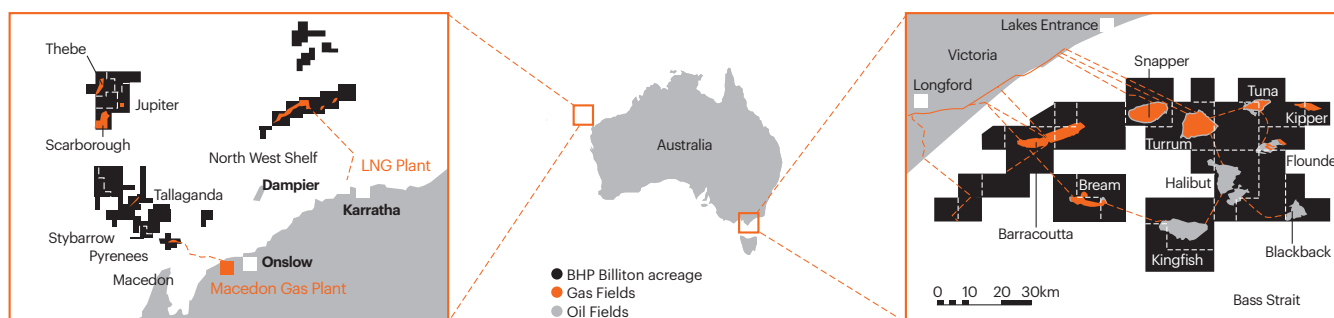 Thebe
Jupiter
Scarborough
North West Shelf
LNG Plant
Tallaganda
Dampier
Karratha
Stybarrow
Pyrenees
Onslow
Macedon
Macedon Gas Plant
Australia
BHP Billiton acreage
Gas Fields
Oil Fields
Lakes Entrance
Victoria
Snapper
Longford
Tuna
Kipper
Turrum
Flounde
Halibut
Bream
Barracoutta
Blackback
Kingfish
0 10 20 30km
Bass Strait